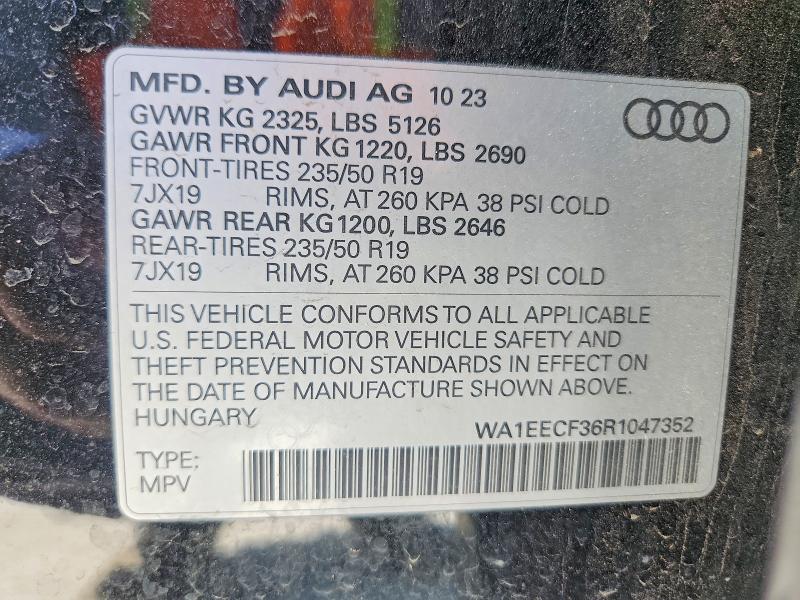 MFD. BY AUDI AG 10 23
GVWR KG 2325, LBS 5126
GAWR FRONT KG 1220, LBS 2690
FRONT-TIRES 235/50 R19
7JX19 RIMS, AT 260 KPA 38 PSI COLD
GAWR REAR KG 1200, LBS 2646
REAR-TIRES 235/50 R19
7JX19 RIMS, AT 260 KPA 38 PSI COLD
THIS VEHICLE CONFORMS TO ALL APPLICABLE
U.S. FEDERAL MOTOR VEHICLE SAFETY AND
THEFT PREVENTION STANDARDS IN EFFECT ON
THE DATE OF MANUFACTURE SHOWN ABOVE.
HUNGARY
WA1EECF36R1047352
TYPE:
MPV